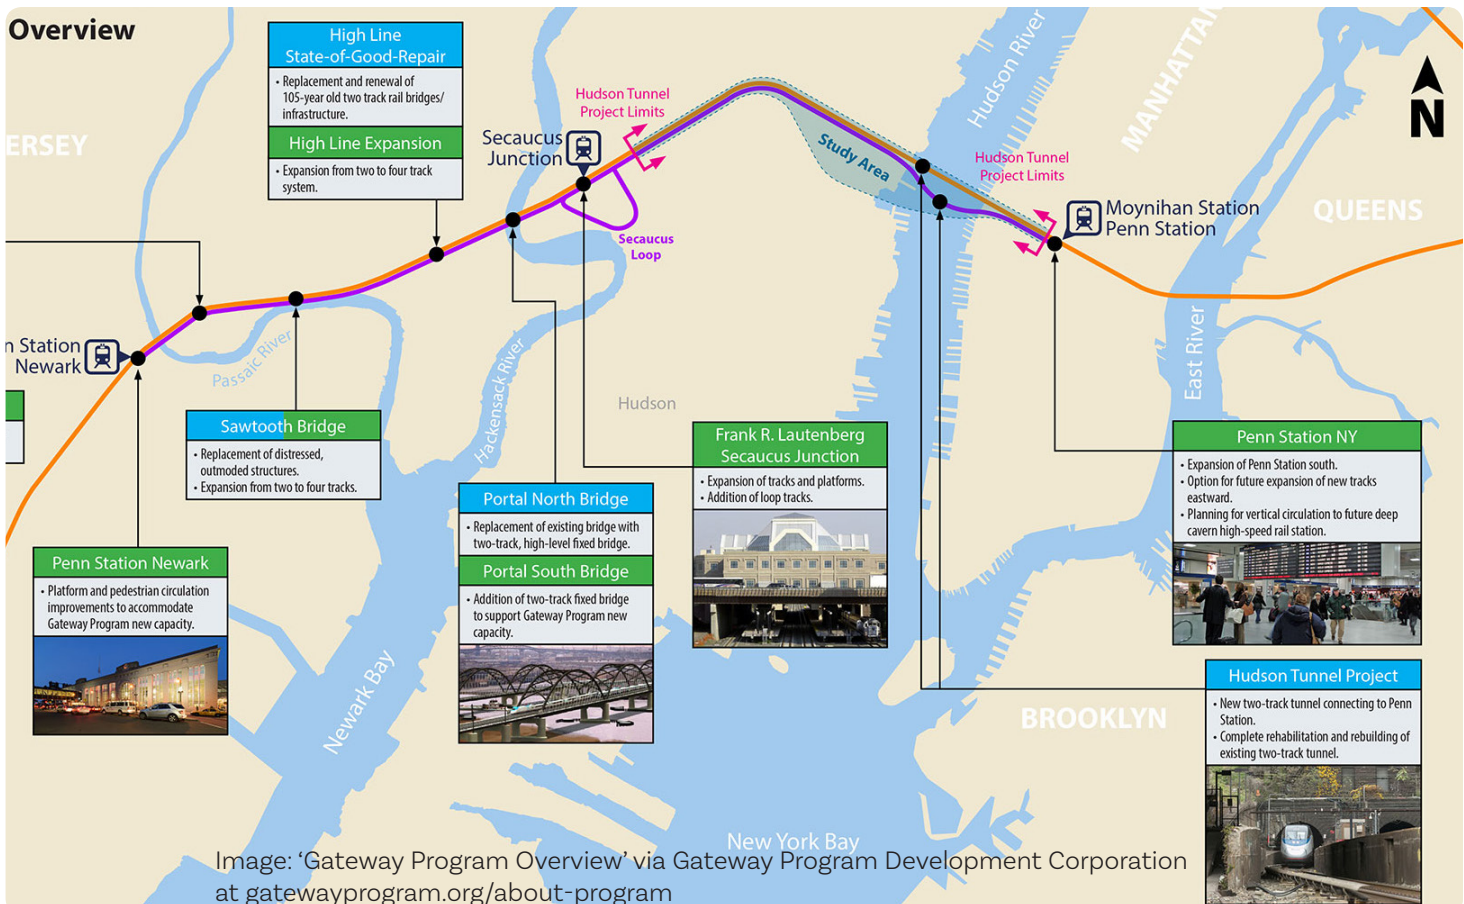 Overview
High Line
State-of-Good-Repair
• Replacement and renewal of
105-year old two track rail bridges/
infrastructure.
High Line Expansion
• Expansion from two to four track
system.
Hudson Tunnel
Project Limits
Secaucus
Junction
Secaucus
Loop
Study Area
Hudson River
MANHATTAN
Hudson Tunnel
Project Limits
N
Moynihan Station
Penn Station
QUEENS
ERSEY
n Station
Newark
Passaic River
Hackensack River
Hudson
East River
Sawtooth Bridge
• Replacement of distressed,
outmoded structures.
• Expansion from two to four tracks.
Frank R. Lautenberg
Secaucus Junction
• Expansion of tracks and platforms.
• Addition of loop tracks.
Penn Station NY
• Expansion of Penn Station south.
• Option for future expansion of new tracks
eastward.
• Planning for vertical circulation to future deep
cavern high-speed rail station.
Portal North Bridge
• Replacement of existing bridge with
two-track, high-level fixed bridge.
Portal South Bridge
• Addition of two-track fixed bridge
to support Gateway Program new
capacity.
Penn Station Newark
• Platform and pedestrian circulation
improvements to accommodate
Gateway Program new capacity.
Newark Bay
BROOKLYN
Hudson Tunnel Project
• New two-track tunnel connecting to Penn
Station.
• Complete rehabilitation and rebuilding of
existing two-track tunnel.
New York Bay
Image: ‘Gateway Program Overview’ via Gateway Program Development Corporation
at gatewayprogram.org/about-program